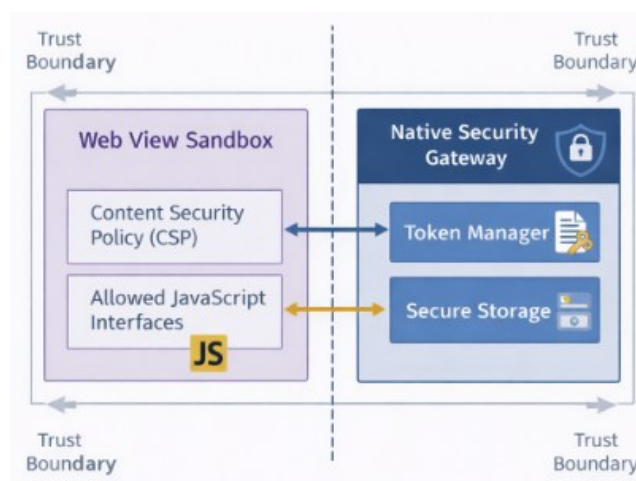 Trust
Boundary
Trust
Boundary
Web View Sandbox
Content Security
Policy (CSP)
Allowed JavaScript
Interfaces
JS
Native Security
Gateway
Token Manager
Secure Storage
Trust
Boundary
Trust
Boundary